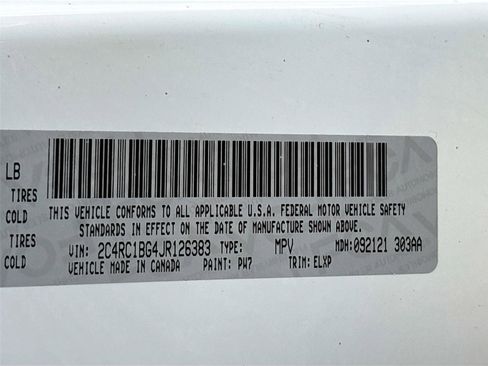 LB
TIRES
COLD
THIS VEHICLE CONFORMS TO ALL APPLICABLE U.S.A. FEDERAL MOTOR VEHICLE SAFETY
STANDARDS IN EFFECT ON THE DATE OF MANUFACTURE SHOWN ABOVE.
TIRES
COLD
VIN: 2C4RC1BG4JR126383 TYPE: MPV MDH:092121 303AA
VEHICLE MADE IN CANADA PAINT: PW7 TRIM: ELXP